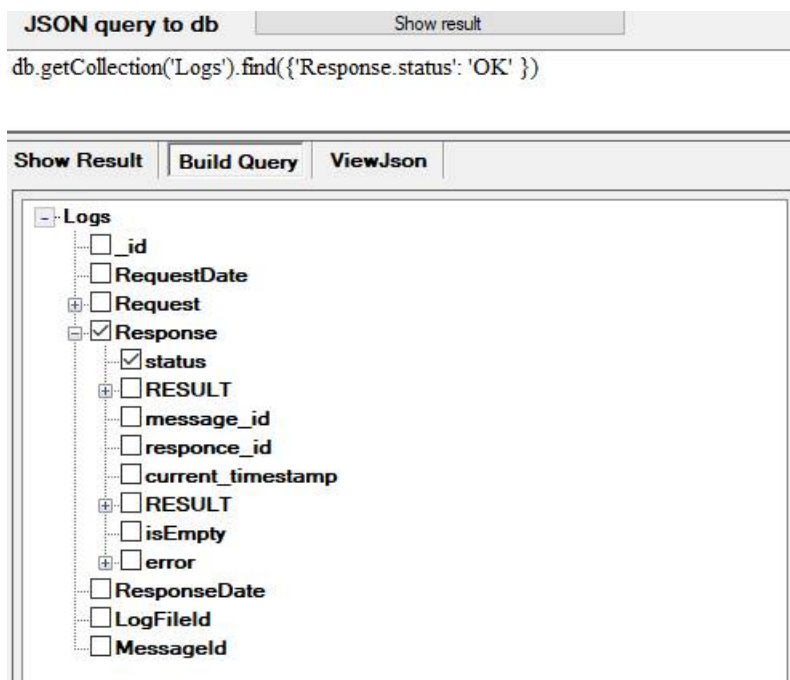 JSON query to db Show result
db.getCollection('Logs').find({'Response.status': 'OK' })
Show Result Build Query ViewJson
Logs
_id
RequestDate
Request
Response
status
RESULT
message_id
responce_id
current_timestamp
RESULT
isEmpty
error
ResponseDate
LogFileId
MessageId